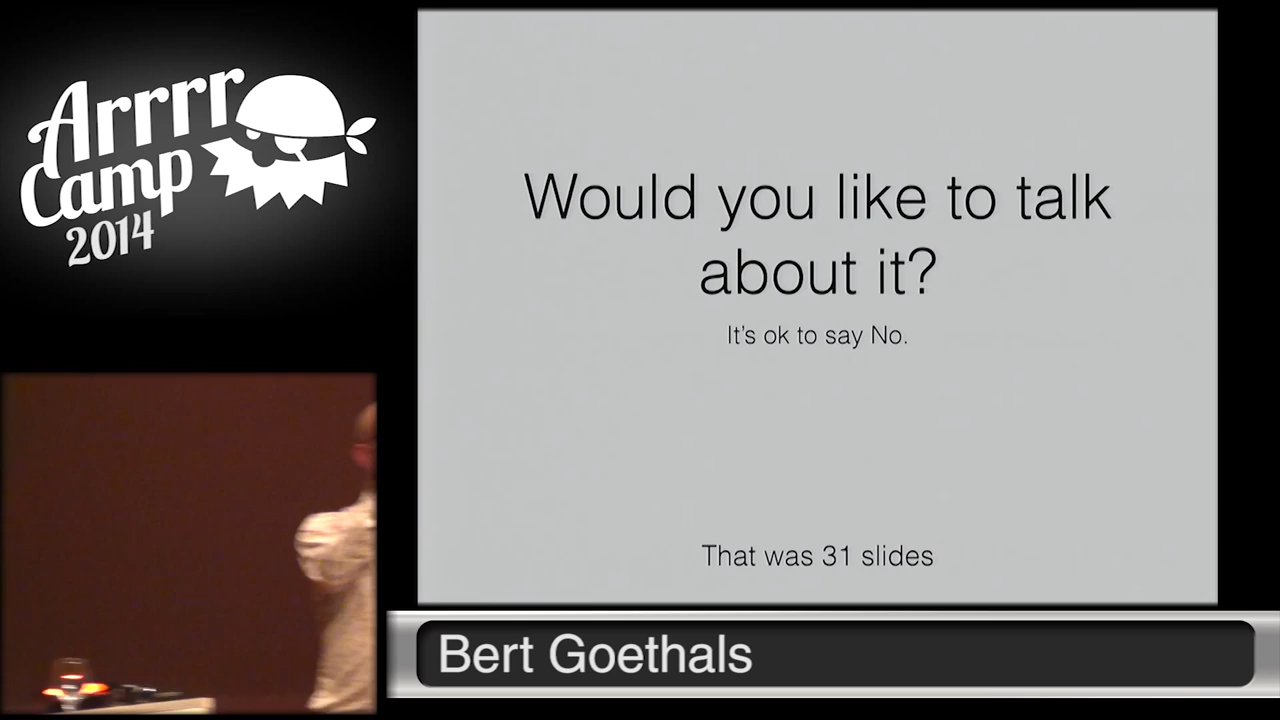 Arrrr
Camp
2014
Would you like to talk
about it?
It's ok to say No.
That was 31 slides
Bert Goethals